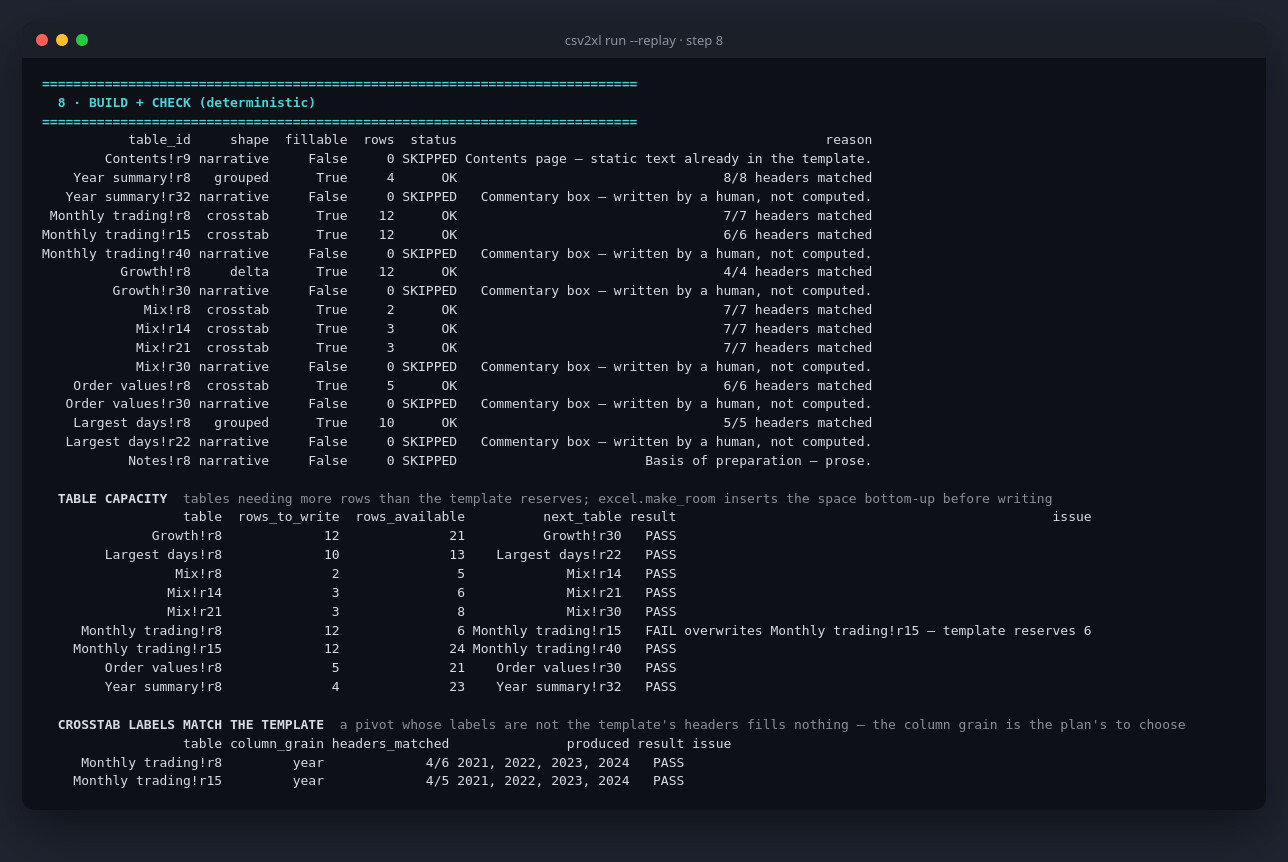 csv2xl run --replay · step 8
============================================================================
8 · BUILD + CHECK (deterministic)
============================================================================
table_id shape fillable rows status reason
Contents!r9 narrative False 0 SKIPPED Contents page — static text already in the template.
Year summary!r8 grouped True 4 OK 8/8 headers matched
Year summary!r32 narrative False 0 SKIPPED Commentary box — written by a human, not computed.
Monthly trading!r8 crosstab True 12 OK 7/7 headers matched
Monthly trading!r15 crosstab True 12 OK 6/6 headers matched
Monthly trading!r40 narrative False 0 SKIPPED Commentary box — written by a human, not computed.
Growth!r8 delta True 12 OK 4/4 headers matched
Growth!r30 narrative False 0 SKIPPED Commentary box — written by a human, not computed.
Mix!r8 crosstab True 2 OK 7/7 headers matched
Mix!r14 crosstab True 3 OK 7/7 headers matched
Mix!r21 crosstab True 3 OK 7/7 headers matched
Mix!r30 narrative False 0 SKIPPED Commentary box — written by a human, not computed.
Order values!r8 crosstab True 5 OK 6/6 headers matched
Order values!r30 narrative False 0 SKIPPED Commentary box — written by a human, not computed.
Largest days!r8 grouped True 10 OK 5/5 headers matched
Largest days!r22 narrative False 0 SKIPPED Commentary box — written by a human, not computed.
Notes!r8 narrative False 0 SKIPPED Basis of preparation — prose.
TABLE CAPACITY tables needing more rows than the template reserves; excel.make_room inserts the space bottom-up before writing
table rows_to_write rows_available next_table result issue
Growth!r8 12 21 Growth!r30 PASS
Largest days!r8 10 13 Largest days!r22 PASS
Mix!r8 2 5 Mix!r14 PASS
Mix!r14 3 6 Mix!r21 PASS
Mix!r21 3 8 Mix!r30 PASS
Monthly trading!r8 12 6 Monthly trading!r15 FAIL overwrites Monthly trading!r15 — template reserves 6
Monthly trading!r15 12 24 Monthly trading!r40 PASS
Order values!r8 5 21 Order values!r30 PASS
Year summary!r8 4 23 Year summary!r32 PASS
CROSSTAB LABELS MATCH THE TEMPLATE a pivot whose labels are not the template's headers fills nothing — the column grain is the plan's to choose
table column_grain headers_matched produced result issue
Monthly trading!r8 year 4/6 2021, 2022, 2023, 2024 PASS
Monthly trading!r15 year 4/5 2021, 2022, 2023, 2024 PASS